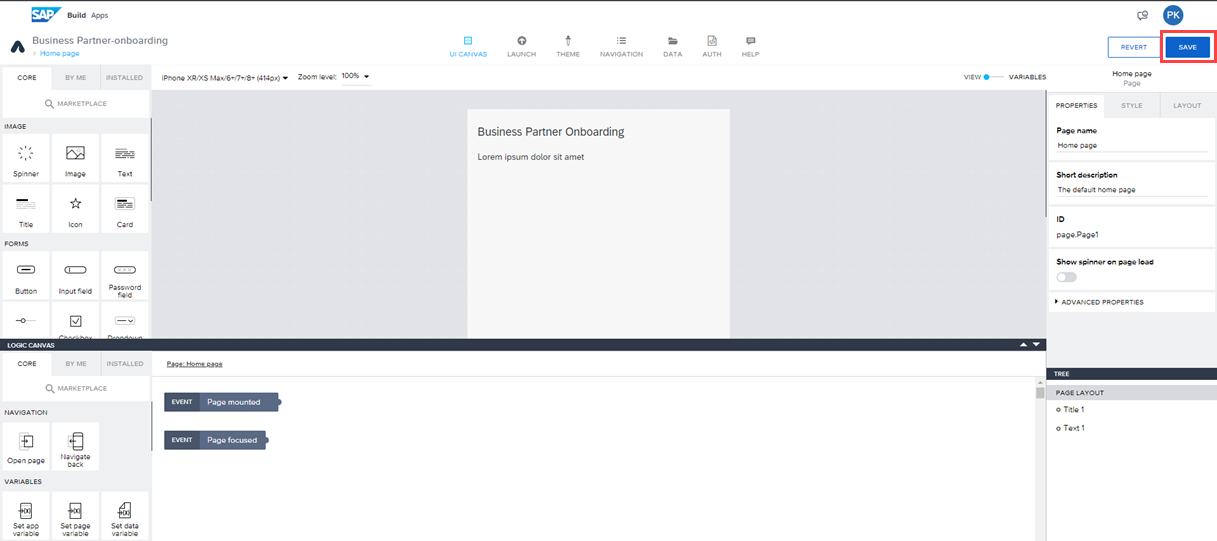 SAP Build Apps
PK
Business Partner-onboarding
Home page
UI CANVAS
LAUNCH
THEME
NAVIGATION
DATA
AUTH
HELP
REVERT
SAVE
CORE
BY ME
INSTALLED
iPhone XR/XS Max/6+/7+/8+ (414px)
Zoom level: 100%
VIEW
VARIABLES
Home page
Page
MARKETPLACE
PROPERTIES
STYLE
LAYOUT
IMAGE
Spinner
Image
Text
Title
Icon
Card
FORMS
Button
Input field
Password
field
Checkbox
Dropdown
Business Partner Onboarding
Lorem ipsum dolor sit amet
Page name
Home page
Short description
The default home page
ID
page.Page1
Show spinner on page load
ADVANCED PROPERTIES
LOGIC CANVAS
CORE
BY ME
INSTALLED
Page: Home page
MARKETPLACE
NAVIGATION
Open page
Navigate
back
VARIABLES
Set app
variable
Set page
variable
Set data
variable
EVENT
Page mounted
EVENT
Page focused
TREE
PAGE LAYOUT
Title 1
Text 1